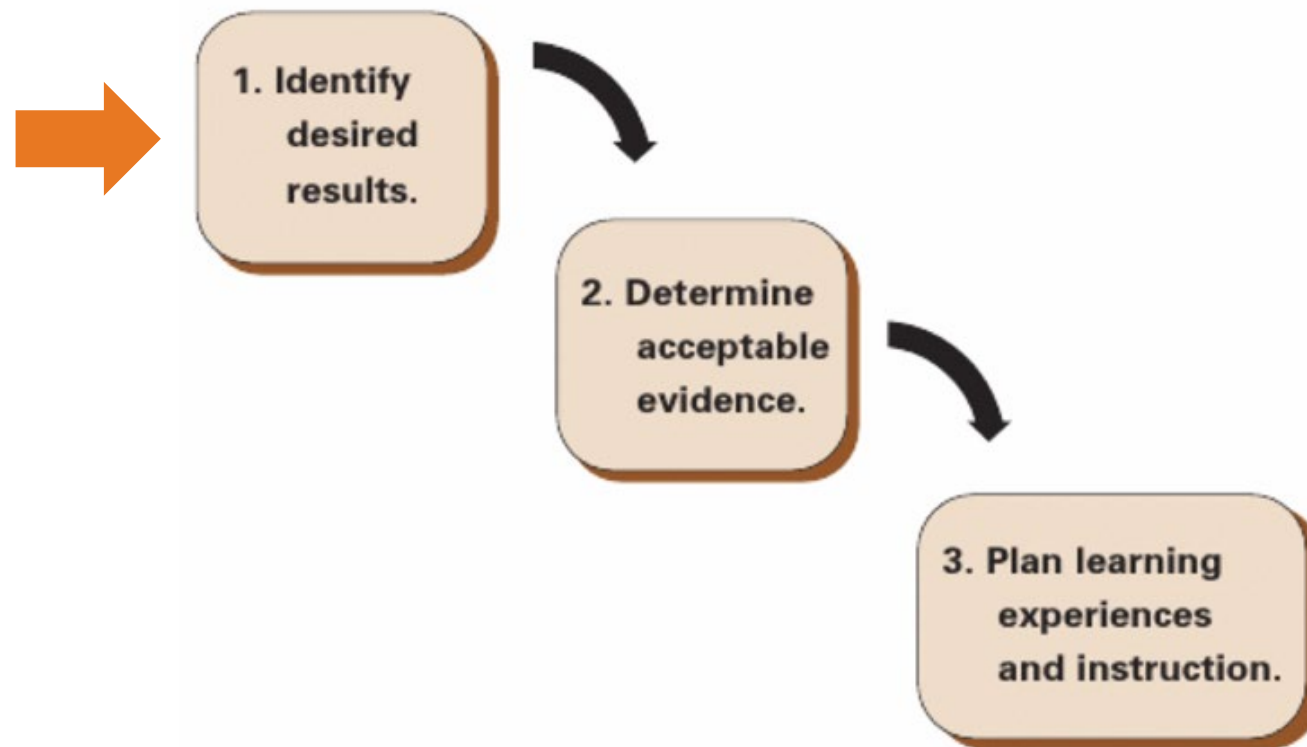 1. Identify
desired
results.
2. Determine
acceptable
evidence.
3. Plan learning
experiences
and instruction.